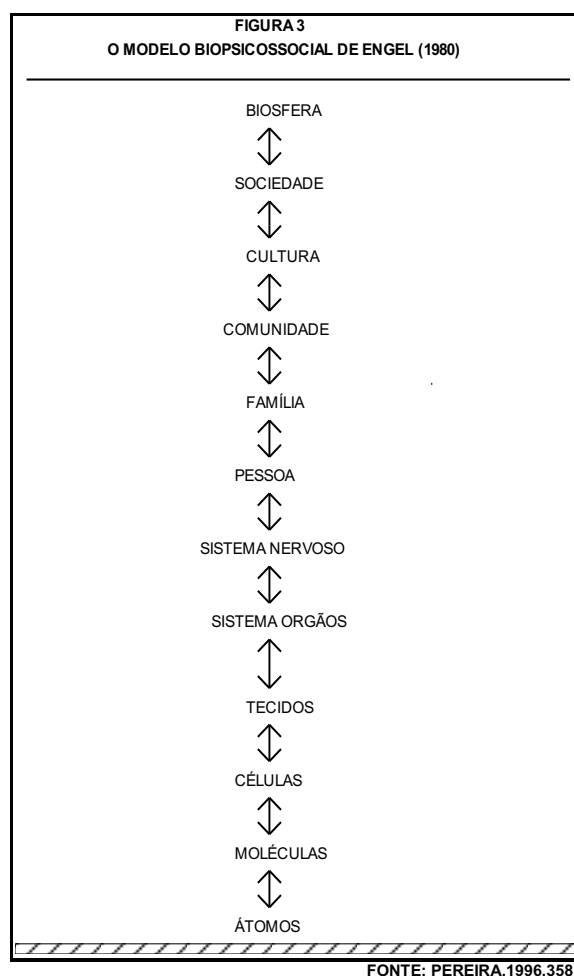 FIGURA 3
O MODELO BIOPSICOSSOCIAL DE ENGEL (1980)
BIOSFERA
SOCIEDADE
CULTURA
COMUNIDADE
FAMÍLIA
PESSOA
SISTEMA NERVOSO
SISTEMA ORGÃOS
TECIDOS
CÉLULAS
MOLÉCULAS
ÁTOMOS
FONTE: PEREIRA.1996.358